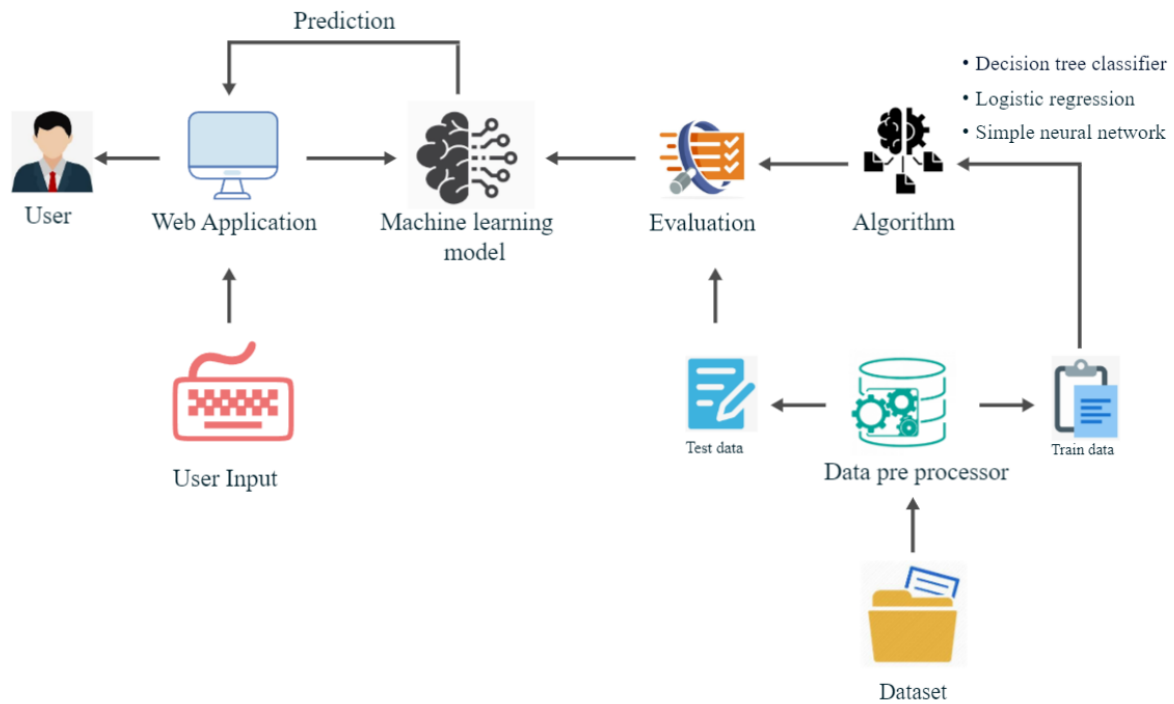 Prediction
• Decision tree classifier
• Logistic regression
• Simple neural network
User
Web Application
Machine learning
model
Evaluation
Algorithm
User Input
Test data
Data pre processor
Train data
Dataset